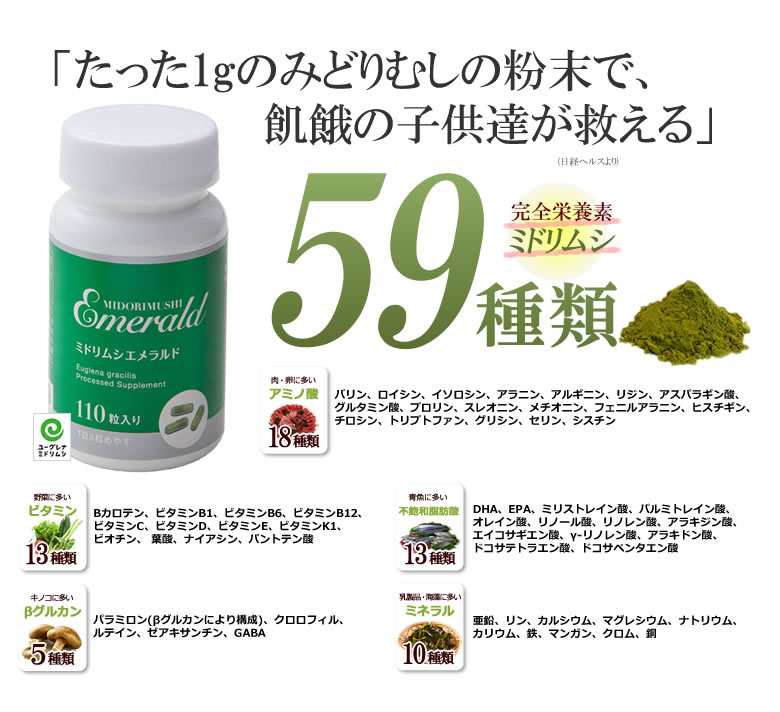 「たった1gのみどりむしの粉末で、
飢餓の子供達が救える」
(日経ヘルスより)
59種類
完全栄養素
ミドリムシ
MIDORIMUSHI
Emerald
ミドリムシエメラルド
Euglena gracilis
Processed Supplement
110粒入り
1日3粒めやす
ユーグレナ
ミドリムシ
肉・卵に多い
アミノ酸
18種類
バリン、ロイシン、イソロシン、アラニン、アルギニン、リジン、アスパラギン酸、
グルタミン酸、プロリン、スレオニン、メチオニン、フェニルアラニン、ヒスチギン、
チロシン、トリプトファン、グリシン、セリン、シスチン
野菜に多い
ビタミン
13種類
Bカロテン、ビタミンB1、ビタミンB6、ビタミンB12、
ビタミンC、ビタミンD、ビタミンE、ビタミンK1、
ビオチン、 葉酸、ナイアシン、パントテン酸
青魚に多い
不飽和脂肪酸
13種類
DHA、EPA、ミリストレイン酸、パルミトレイン酸、
オレイン酸、リノール酸、リノレン酸、アラキジン酸、
エイコサギエン酸、γ-リノレン酸、アラキドン酸、
ドコサテトラエン酸、ドコサペンタエン酸
キノコに多い
βグルカン
5種類
パラミロン(βグルカンにより構成)、クロロフィル、
ルテイン、ゼアキサンチン、GABA
乳製品・海藻に多い
ミネラル
10種類
亜鉛、リン、カルシウム、マグレシウム、ナトリウム、
カリウム、鉄、マンガン、クロム、銅